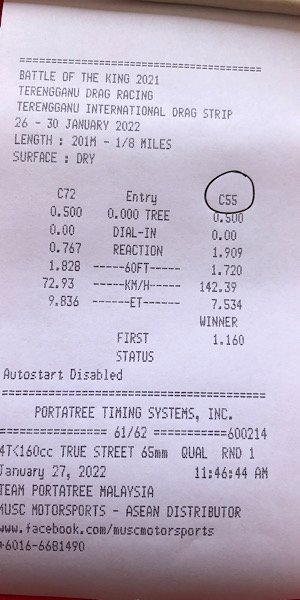 ========================================
BATTLE OF THE KING 2021
TERENGGANU DRAG RACING
TERENGGANU INTERNATIONAL DRAG STRIP
26 - 30 JANUARY 2022
LENGTH : 201M - 1/8 MILES
SURFACE : DRY
C72 Entry C55
0.500 0.000 TREE 0.500
0.00 DIAL-IN 0.00
0.767 REACTION 1.909
1.828 ------60FT------ 1.720
72.93 ------KM/H------ 142.39
9.836 ------ET------ 7.534
WINNER
FIRST 1.160
STATUS
Autostart Disabled
========================================
PORTATREE TIMING SYSTEMS, INC.
================ 61/62 ===========600214
4T<160cc TRUE STREET 65mm QUAL RND 1
January 27, 2022 11:46:44 AM
TEAM PORTATREE MALAYSIA
MUSC MOTORSPORTS - ASEAN DISTRIBUTOR
www.facebook.com/muscmotorsports
+6016-6681490